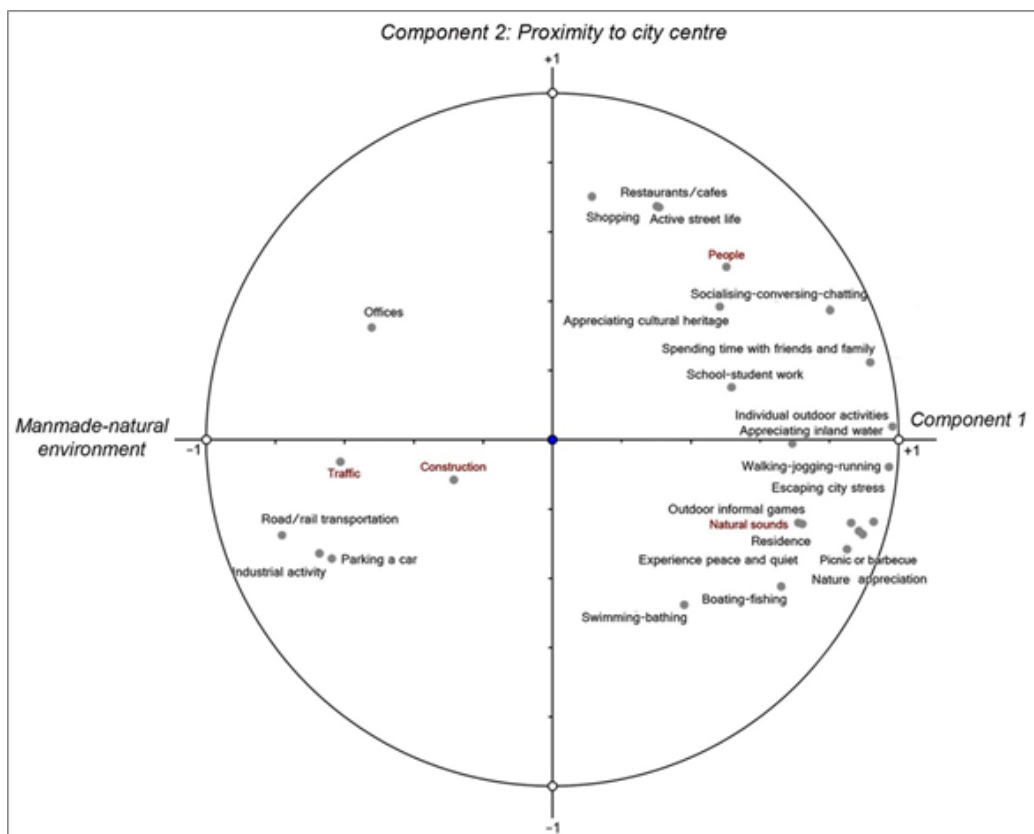 Component 2: Proximity to city centre
+1
Restaurants/cafes
Shopping
Active street life
People
Socialising-conversing-chatting
Offices
Appreciating cultural heritage
Spending time with friends and family
School-student work
Individual outdoor activities
Manmade-natural
environment
Component 1
Appreciating inland water
−1
+1
Traffic
Construction
Walking-jogging-running
Escaping city stress
Outdoor informal games
Road/rail transportation
Natural sounds
Residence
Parking a car
Experience peace and quiet
Picnic or barbecue
Industrial activity
Nature appreciation
Boating-fishing
Swimming-bathing
−1